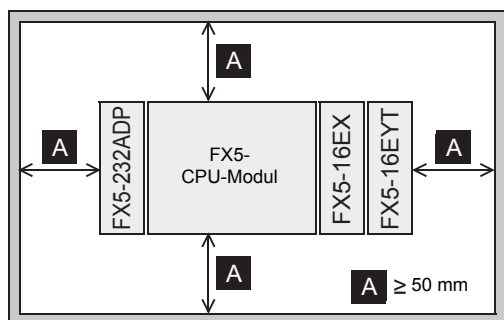 A
A
FX5-232ADP
FX5-
CPU-Modul
FX5-16EX
FX5-16EYT
A
A
A ≥ 50 mm